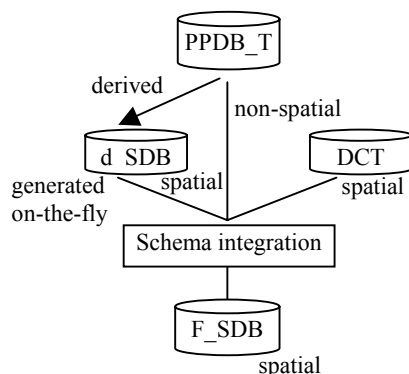 PPDB_T
derived
non-spatial
d_SDB
DCT
generated
on-the-fly
spatial
spatial
Schema integration
F_SDB
spatial